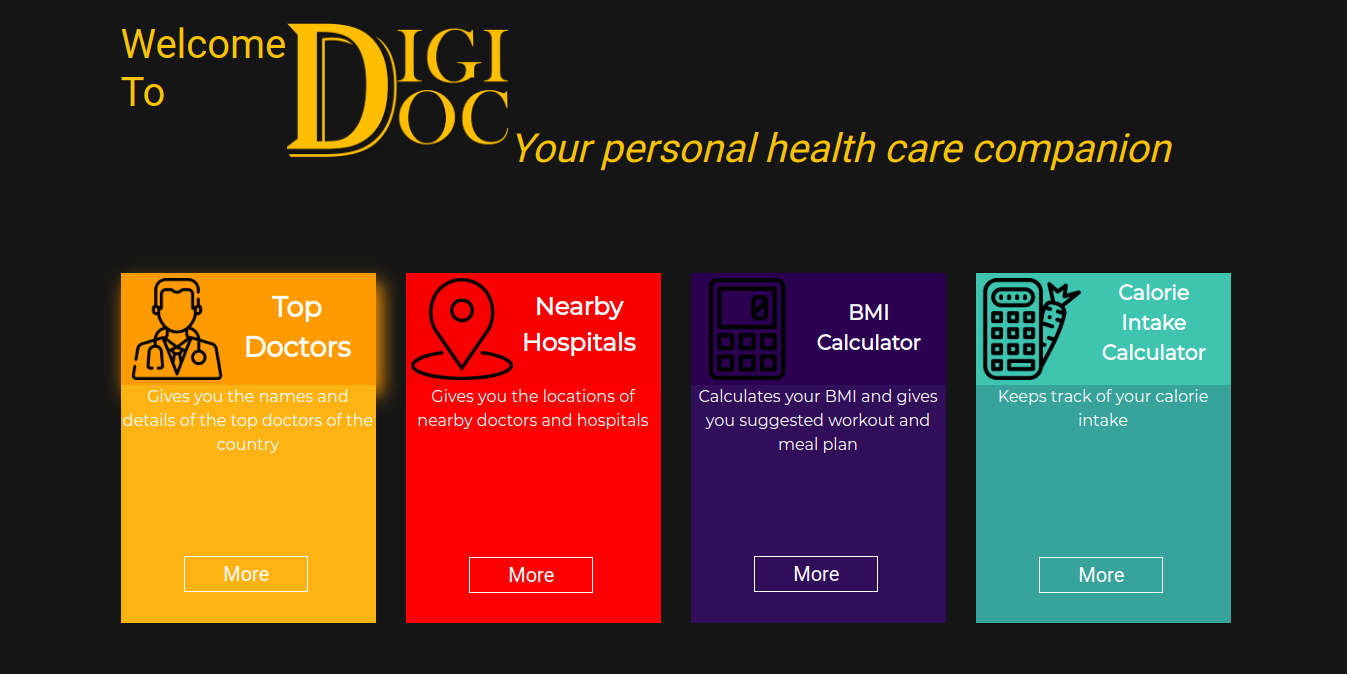 Welcome
To
DIGI
DOC
Your personal health care companion
Top
Doctors
Gives you the names and
details of the top doctors of the
country
More
Nearby
Hospitals
Gives you the locations of
nearby doctors and hospitals
More
0
BMI
Calculator
Calculates your BMI and gives
you suggested workout and
meal plan
More
Calorie
Intake
Calculator
Keeps track of your calorie
intake
More